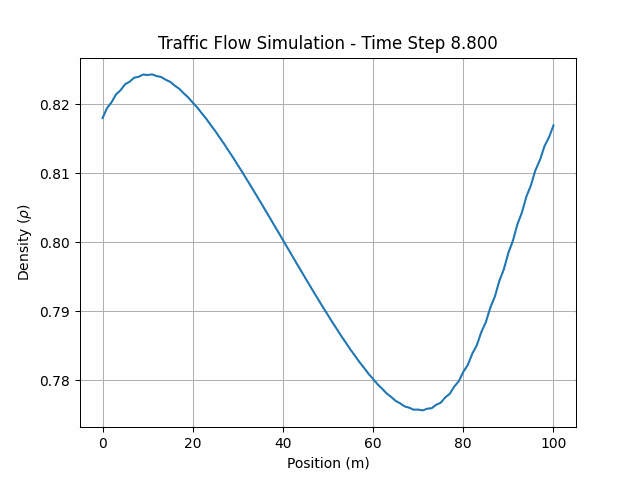 Traffic Flow Simulation - Time Step 8.800
0.82
0.81
0.80
0.79
0.78
Density (ρ)
0 20 40 60 80 100
Position (m)